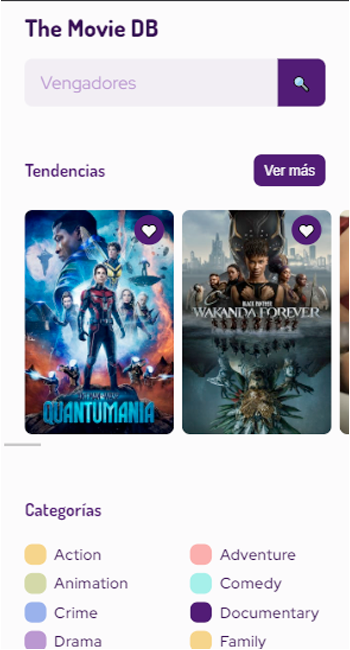 The Movie DB
Vengadores
Tendencias
Ver más
QUANTUMANIA
BLACK PANTHER
WAKANDA FOREVER
Categorías
Action
Adventure
Animation
Comedy
Crime
Documentary
Drama
Family